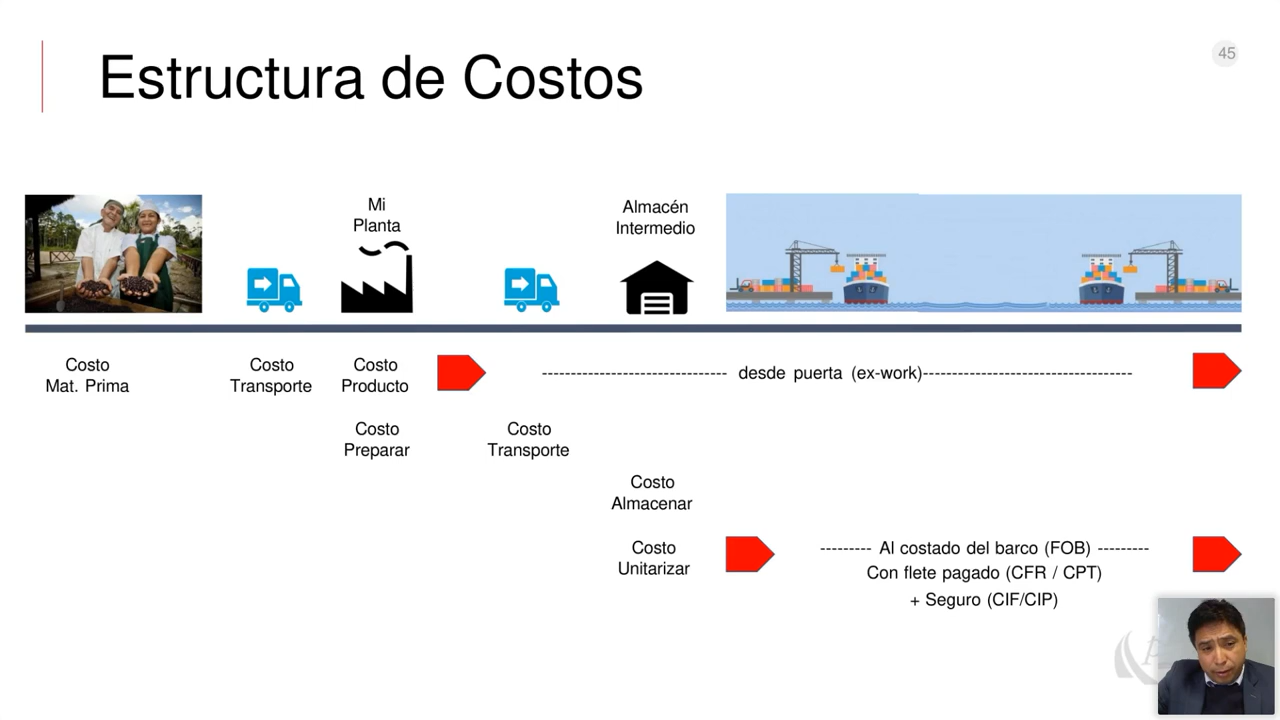 Estructura de Costos
45
Mi
Planta
Almacén
Intermedio
Costo
Mat. Prima
Costo
Transporte
Costo
Producto
------------------------------- desde puerta (ex-work)-----------------------------------
Costo
Preparar
Costo
Transporte
Costo
Almacenar
Costo
Unitarizar
--------- Al costado del barco (FOB) ---------
Con flete pagado (CFR / CPT)
+ Seguro (CIF/CIP)